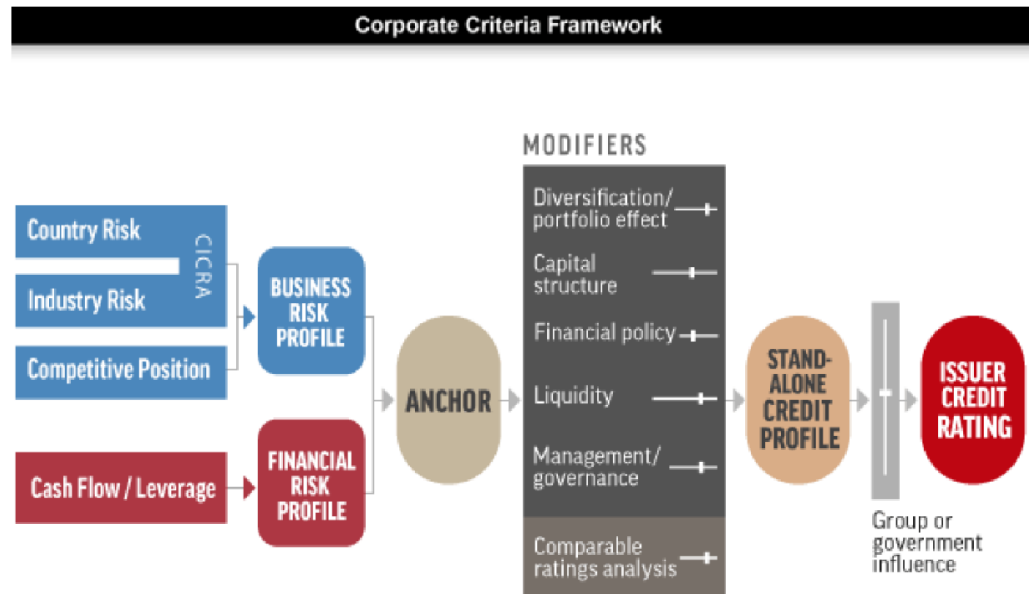 Corporate Criteria Framework
MODIFIERS
Country Risk
CICRA
Industry Risk
Competitive Position
Cash Flow / Leverage
BUSINESS
RISK
PROFILE
FINANCIAL
RISK
PROFILE
ANCHOR
Diversification/
portfolio effect
Capital
structure
Financial policy
Liquidity
Management/
governance
Comparable
ratings analysis
STAND-
ALONE
CREDIT
PROFILE
Group or
government
influence
ISSUER
CREDIT
RATING